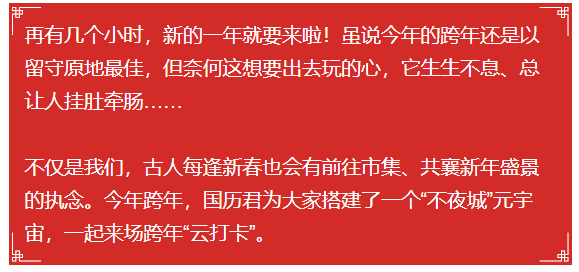 再有几个小时，新的一年就要来啦！虽说今年的跨年还是以
留守原地最佳，但奈何这想要出去玩的心，它生生不息、总
让人挂肚牵肠……
不仅是我们，古人每逢新春也会有前往市集、共襄新年盛景
的执念。今年跨年，国历君为大家搭建了一个“不夜城”元宇
宙，一起来场跨年“云打卡”。